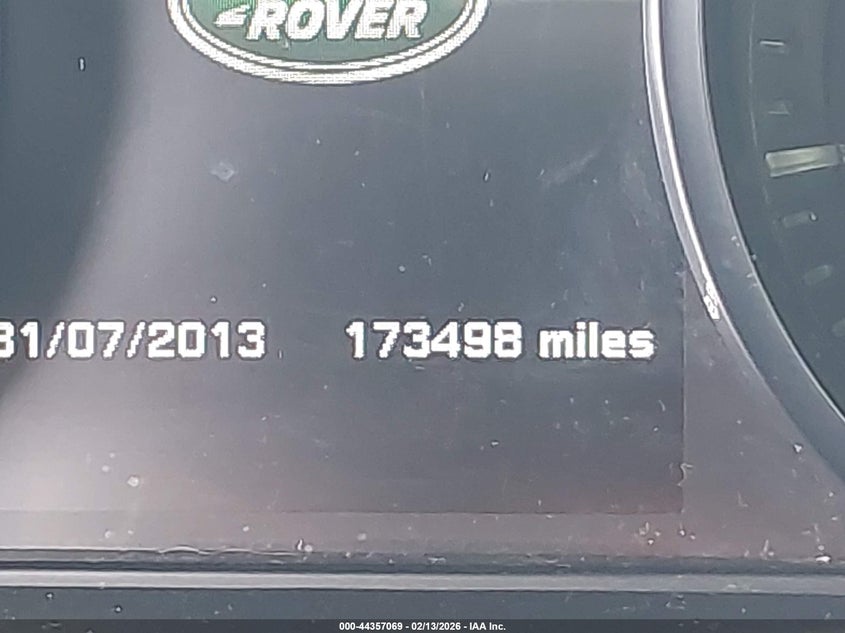 ROVER
31/07/2013 173498 miles
000-44357069 - 02/13/2026 - IAA Inc.